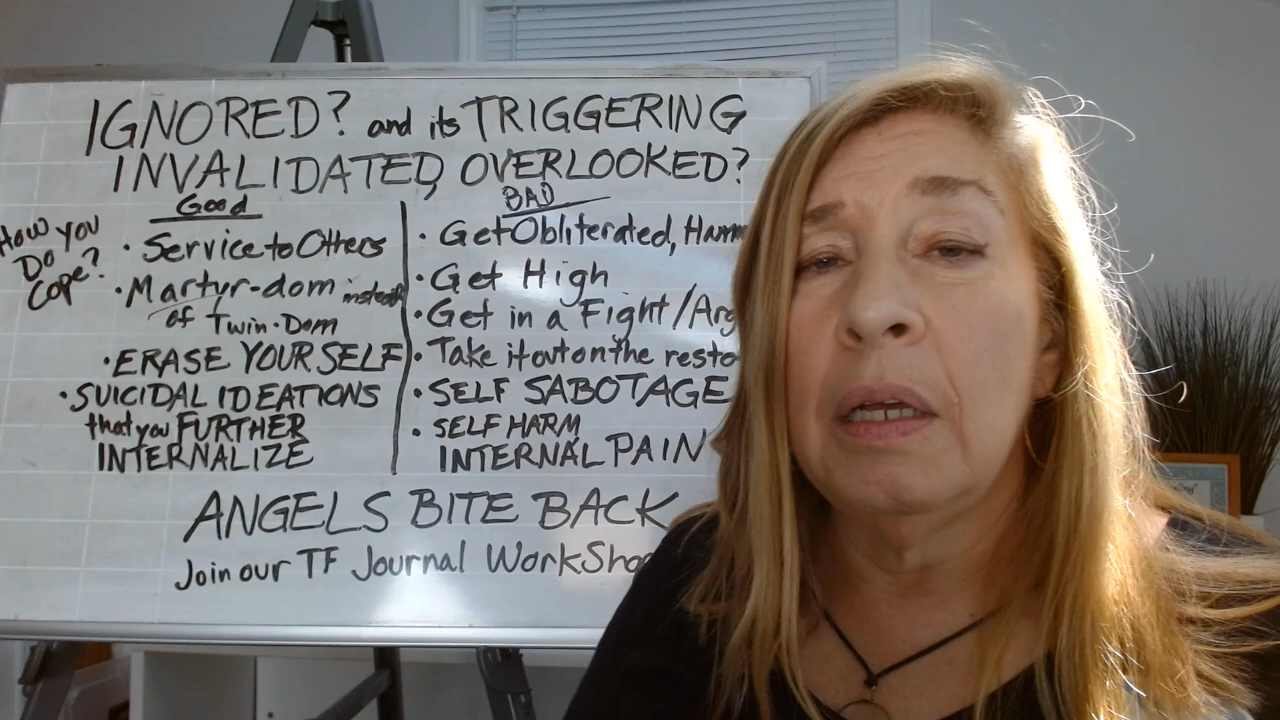 IGNORED? and its TRIGGERING
INVALIDATED, OVERLOOKED?
How you
Do
Cope?
Good
• Service to Others
• Martyr-dom instead
of Twin-Dom
• ERASE YOURSELF
• SUICIDAL IDEATIONS
that you FURTHER
INTERNALIZE
BAD
• Get Obliterated,
• Get High
• Get in a Fight/
• Take it out on the rest
• SELF SABOTAGE
• SELF HARM
INTERNAL PAIN
ANGELS BITE BACK
Join our TF Journal